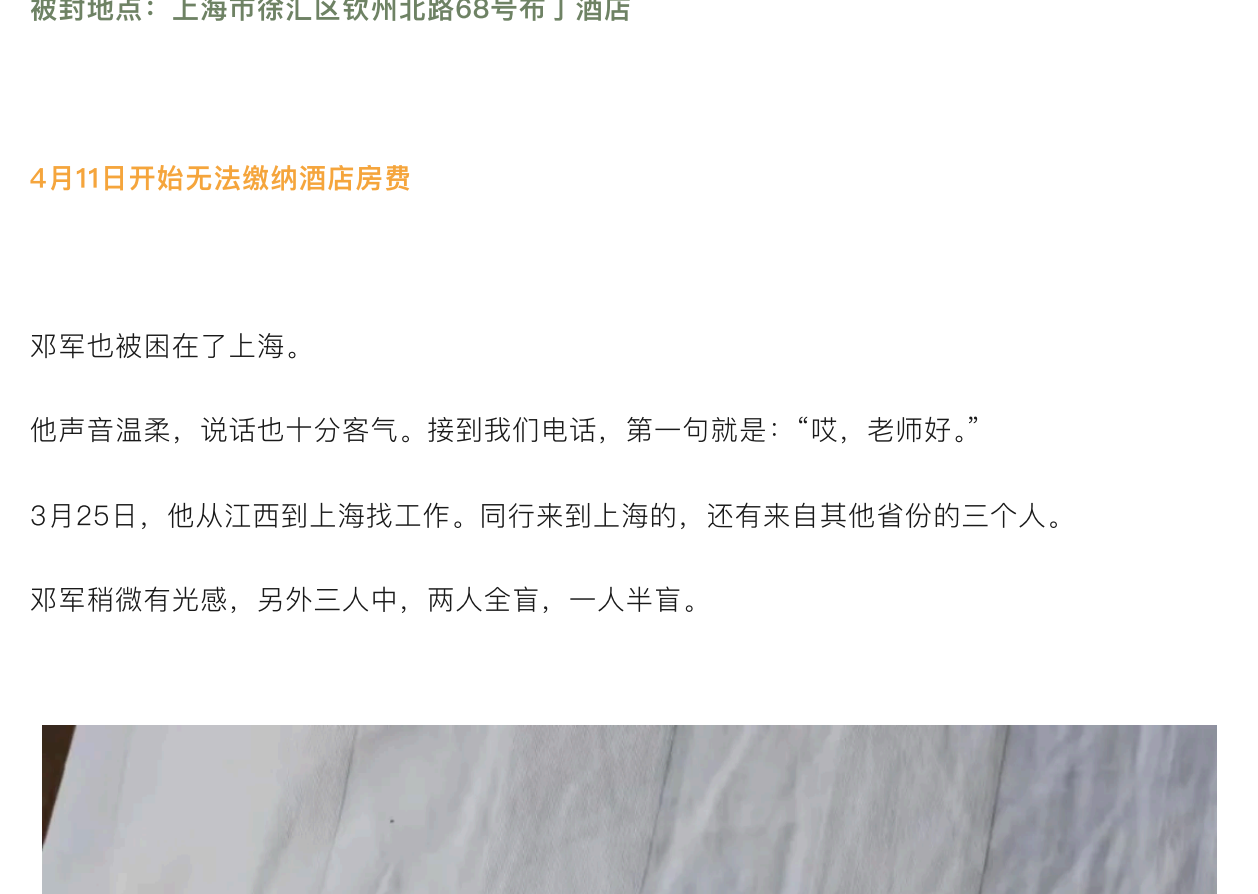 被封地点：上海市徐汇区钦州北路68号布丁酒店
4月11日开始无法缴纳酒店房费
邓军也被困在了上海。
他声音温柔，说话也十分客气。接到我们电话，第一句就是：“哎，老师好。”
3月25日，他从江西到上海找工作。同行来到上海的，还有来自其他省份的三个人。
邓军稍微有光感，另外三人中，两人全盲，一人半盲。